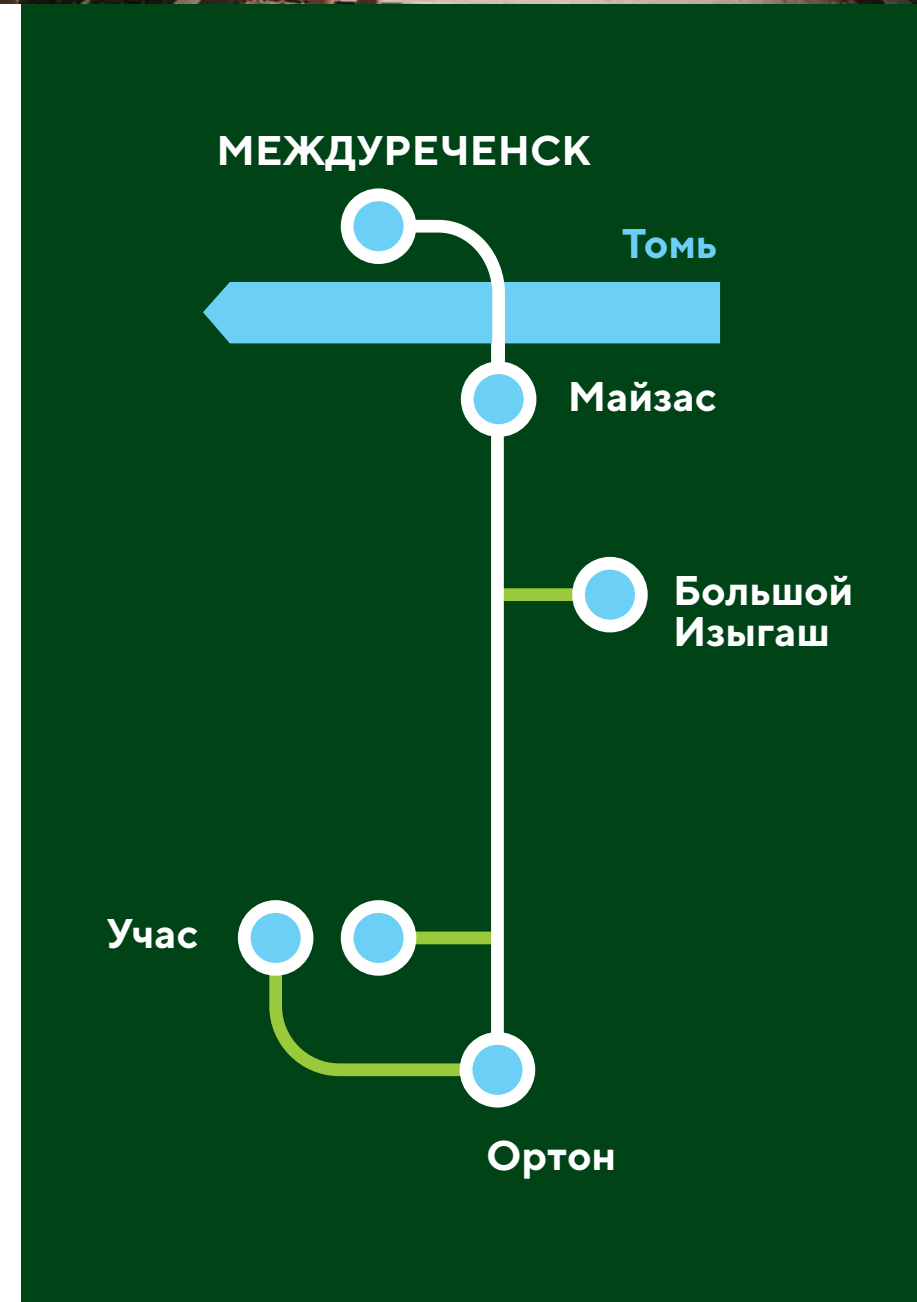 МЕЖДУРЕЧЕНСК
Томь
Майзас
Большой
Изыгаш
Учас
Ортон